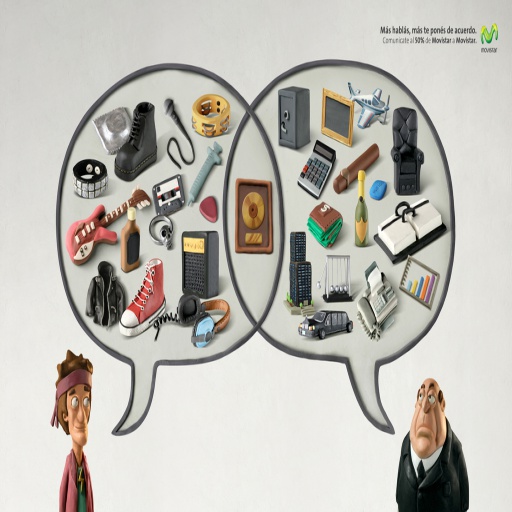 Más hablás, más te ponés de acuerdo.
Comunicate al 50% de Movistar a Movistar.
movistar
$